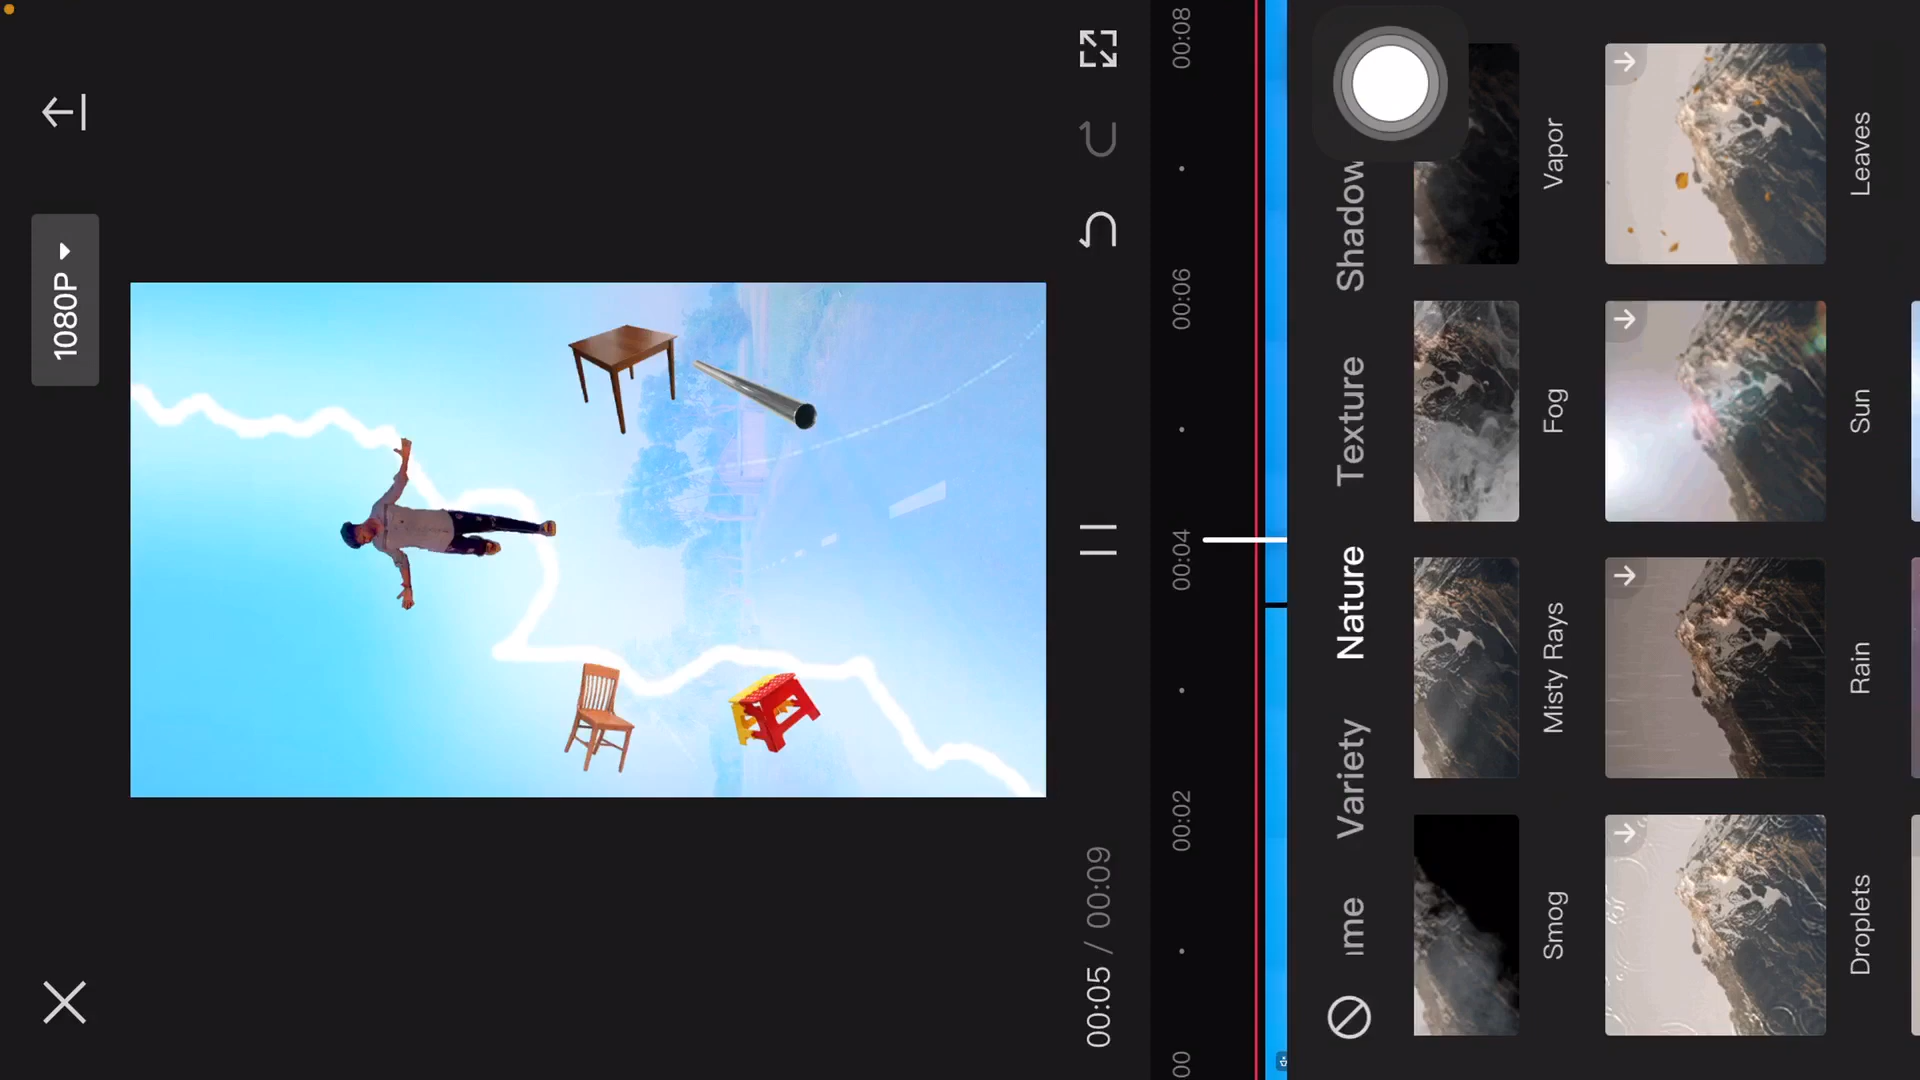 1080P
00:05 / 00:09
00 00:02 00:04 00:06 00:08
me Variety Nature Texture Shadow
Smog Misty Rays Fog Vapor
Droplets Rain Sun Leaves